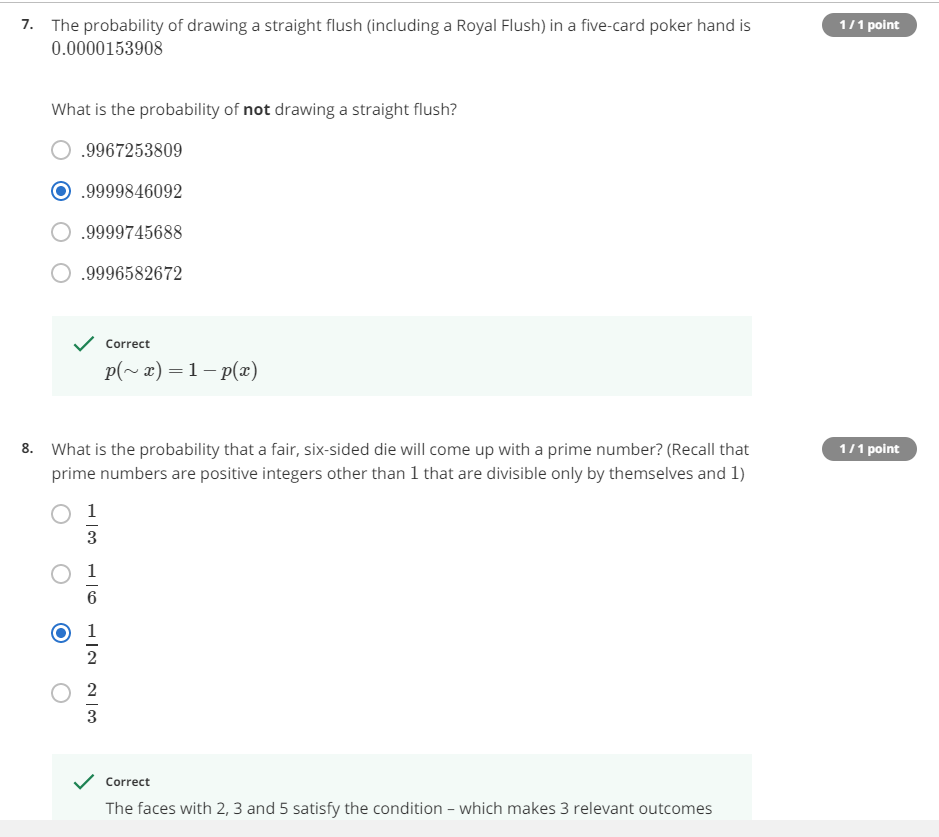 7. The probability of drawing a straight flush (including a Royal Flush) in a five-card poker hand is 1 / 1 point
0.0000153908
What is the probability of not drawing a straight flush?
.9967253809
.9999846092
.9999745688
.9996582672
Correct
p(∼ x) = 1 − p(x)
8. What is the probability that a fair, six-sided die will come up with a prime number? (Recall that 1 / 1 point
prime numbers are positive integers other than 1 that are divisible only by themselves and 1)
1
3
1
6
1
2
2
3
Correct
The faces with 2, 3 and 5 satisfy the condition – which makes 3 relevant outcomes